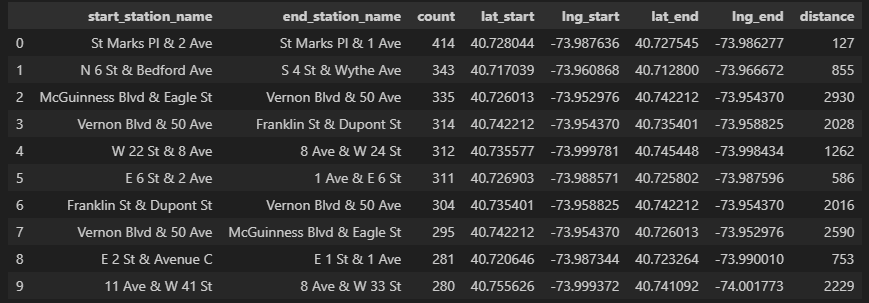 start_station_name end_station_name count lat_start lng_start lat_end lng_end distance
0 St Marks Pl & 2 Ave St Marks Pl & 1 Ave 414 40.728044 -73.987636 40.727545 -73.986277 127
1 N 6 St & Bedford Ave S 4 St & Wythe Ave 343 40.717039 -73.960868 40.712800 -73.966672 855
2 McGuinness Blvd & Eagle St Vernon Blvd & 50 Ave 335 40.726013 -73.952976 40.742212 -73.954370 2930
3 Vernon Blvd & 50 Ave Franklin St & Dupont St 314 40.742212 -73.954370 40.735401 -73.958825 2028
4 W 22 St & 8 Ave 8 Ave & W 24 St 312 40.735577 -73.999781 40.745448 -73.998434 1262
5 E 6 St & 2 Ave 1 Ave & E 6 St 311 40.726903 -73.988571 40.725802 -73.987596 586
6 Franklin St & Dupont St Vernon Blvd & 50 Ave 304 40.735401 -73.958825 40.742212 -73.954370 2016
7 Vernon Blvd & 50 Ave McGuinness Blvd & Eagle St 295 40.742212 -73.954370 40.726013 -73.952976 2590
8 E 2 St & Avenue C E 1 St & 1 Ave 281 40.720646 -73.987344 40.723264 -73.990010 753
9 11 Ave & W 41 St 8 Ave & W 33 St 280 40.755626 -73.999372 40.741092 -74.001773 2229